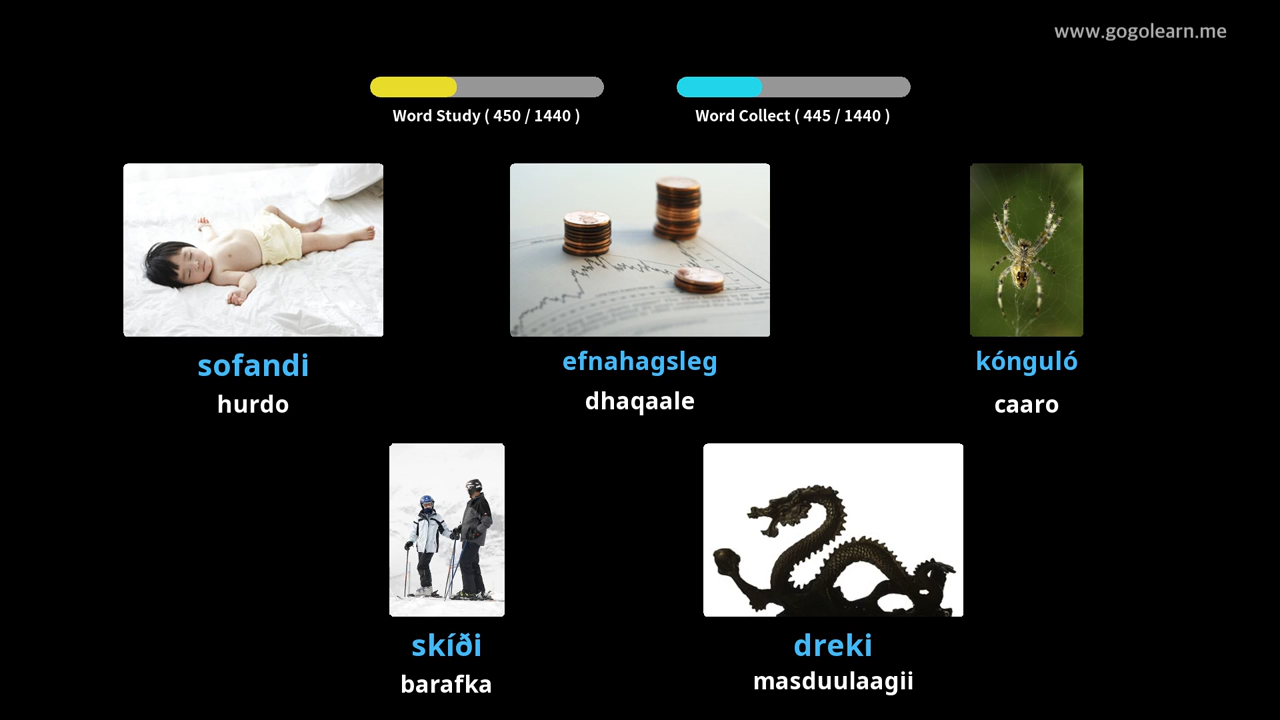 www.gogolearn.me
Word Study ( 450 / 1440 )
Word Collect ( 445 / 1440 )
sofandi
efnahagsleg
kónguló
hurdo
dhaqaale
caaro
skíði
dreki
barafka
masduulaagii